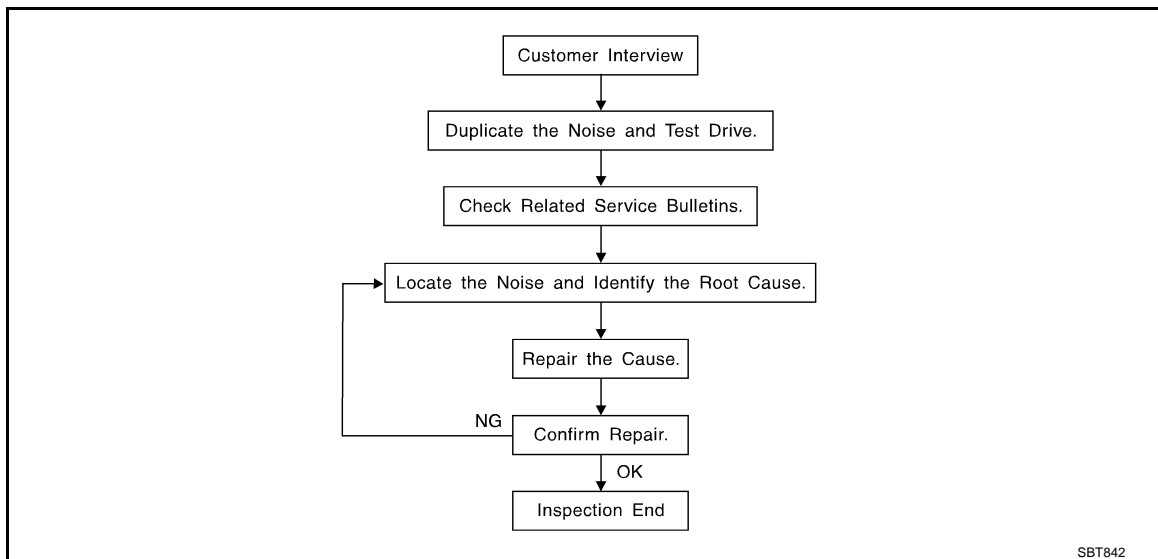 Customer Interview
Duplicate the Noise and Test Drive.
Check Related Service Bulletins.
Locate the Noise and Identify the Root Cause.
Repair the Cause.
NG
Confirm Repair.
OK
Inspection End
SBT842